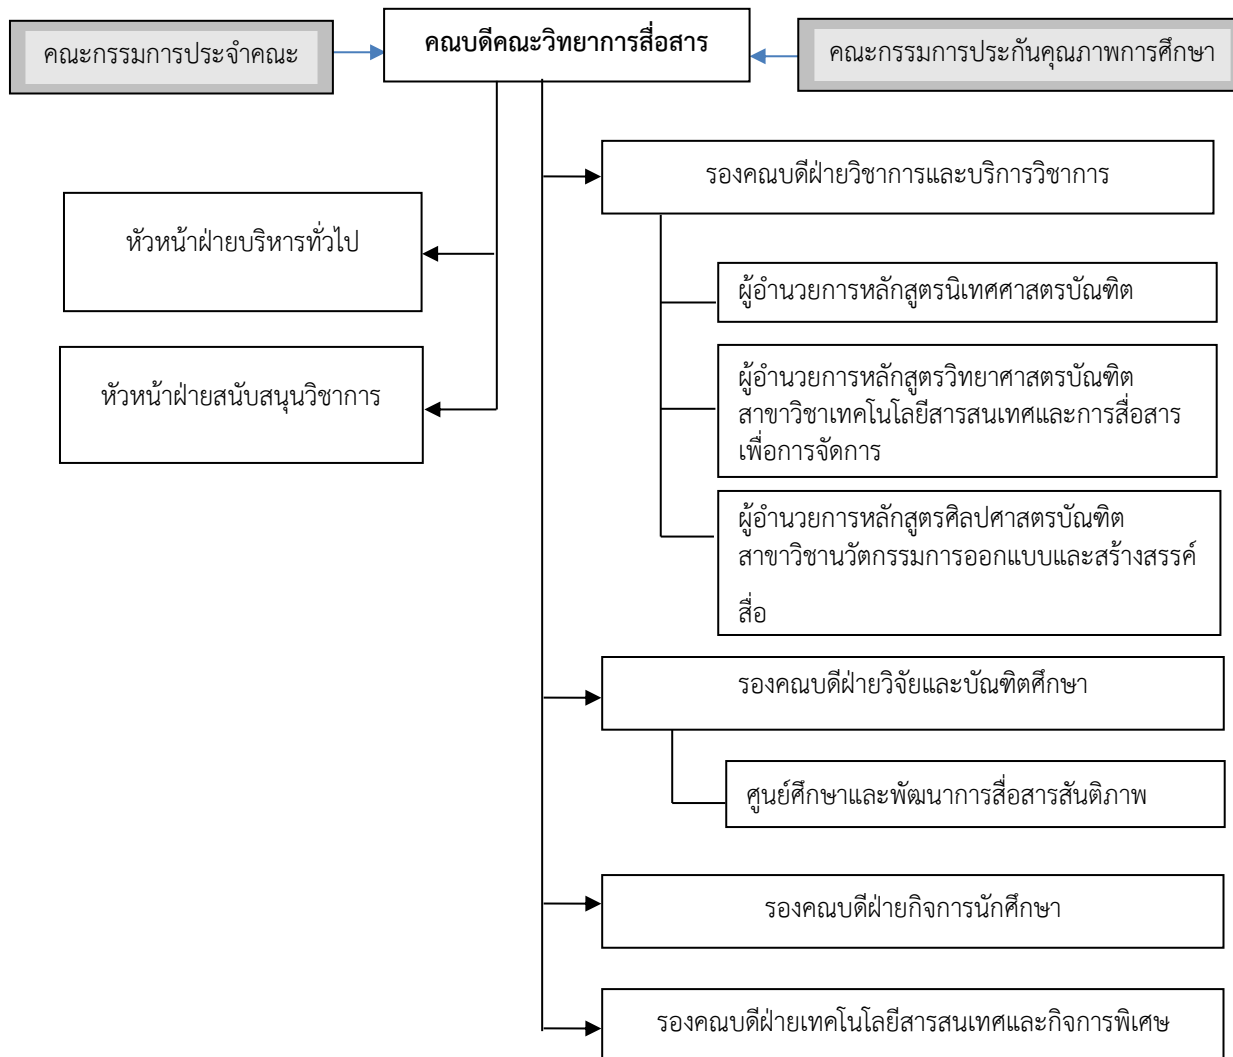 คณะกรรมการประจำคณะ
คณบดีคณะวิทยาการสื่อสาร
คณะกรรมการประกันคุณภาพการศึกษา
รองคณบดีฝ่ายวิชาการและบริการวิชาการ
หัวหน้าฝ่ายบริหารทั่วไป
ผู้อำนวยการหลักสูตรนิเทศศาสตรบัณฑิต
หัวหน้าฝ่ายสนับสนุนวิชาการ
ผู้อำนวยการหลักสูตรวิทยาศาสตรบัณฑิต
สาขาวิชาเทคโนโลยีสารสนเทศและการสื่อสาร
เพื่อการจัดการ
ผู้อำนวยการหลักสูตรศิลปศาสตรบัณฑิต
สาขาวิชานวัตกรรมการออกแบบและสร้างสรรค์
สื่อ
รองคณบดีฝ่ายวิจัยและบัณฑิตศึกษา
ศูนย์ศึกษาและพัฒนาการสื่อสารสันติภาพ
รองคณบดีฝ่ายกิจการนักศึกษา
รองคณบดีฝ่ายเทคโนโลยีสารสนเทศและกิจการพิเศษ